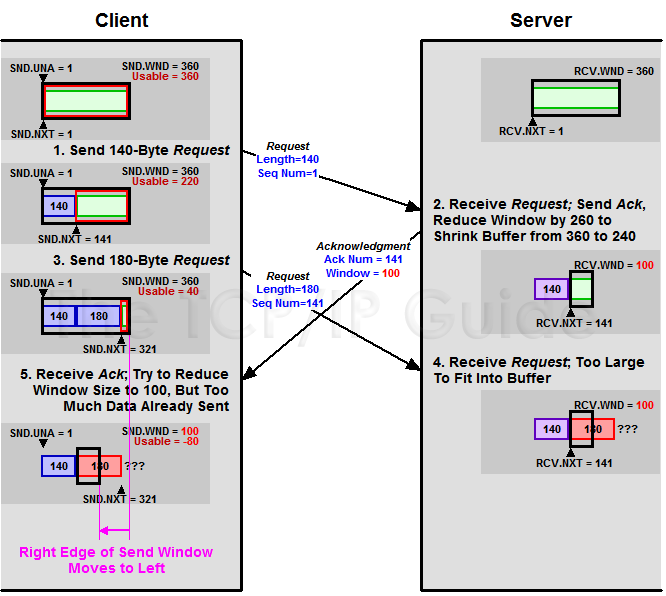 Client
SND.UNA = 1
SND.WND = 360
Usable = 360
SND.NXT = 1
1. Send 140-Byte Request
SND.UNA = 1
SND.WND = 360
Usable = 220
140
SND.NXT = 141
3. Send 180-Byte Request
SND.UNA = 1
SND.WND = 360
Usable = 40
140
180
SND.NXT = 321
5. Receive Ack; Try to Reduce
Window Size to 100, But Too
Much Data Already Sent
SND.UNA = 1
SND.WND = 100
Usable = -80
140
180
???
SND.NXT = 321
Right Edge of Send Window
Moves to Left
Request
Length=140
Seq Num=1
Acknowledgment
Ack Num = 141
Window = 100
Request
Length=180
Seq Num=141
Server
RCV.WND = 360
RCV.NXT = 1
2. Receive Request; Send Ack,
Reduce Window by 260 to
Shrink Buffer from 360 to 240
RCV.WND = 100
140
RCV.NXT = 141
4. Receive Request; Too Large
To Fit Into Buffer
RCV.WND = 100
140
180
???
RCV.NXT = 141
The TCP/IP Guide